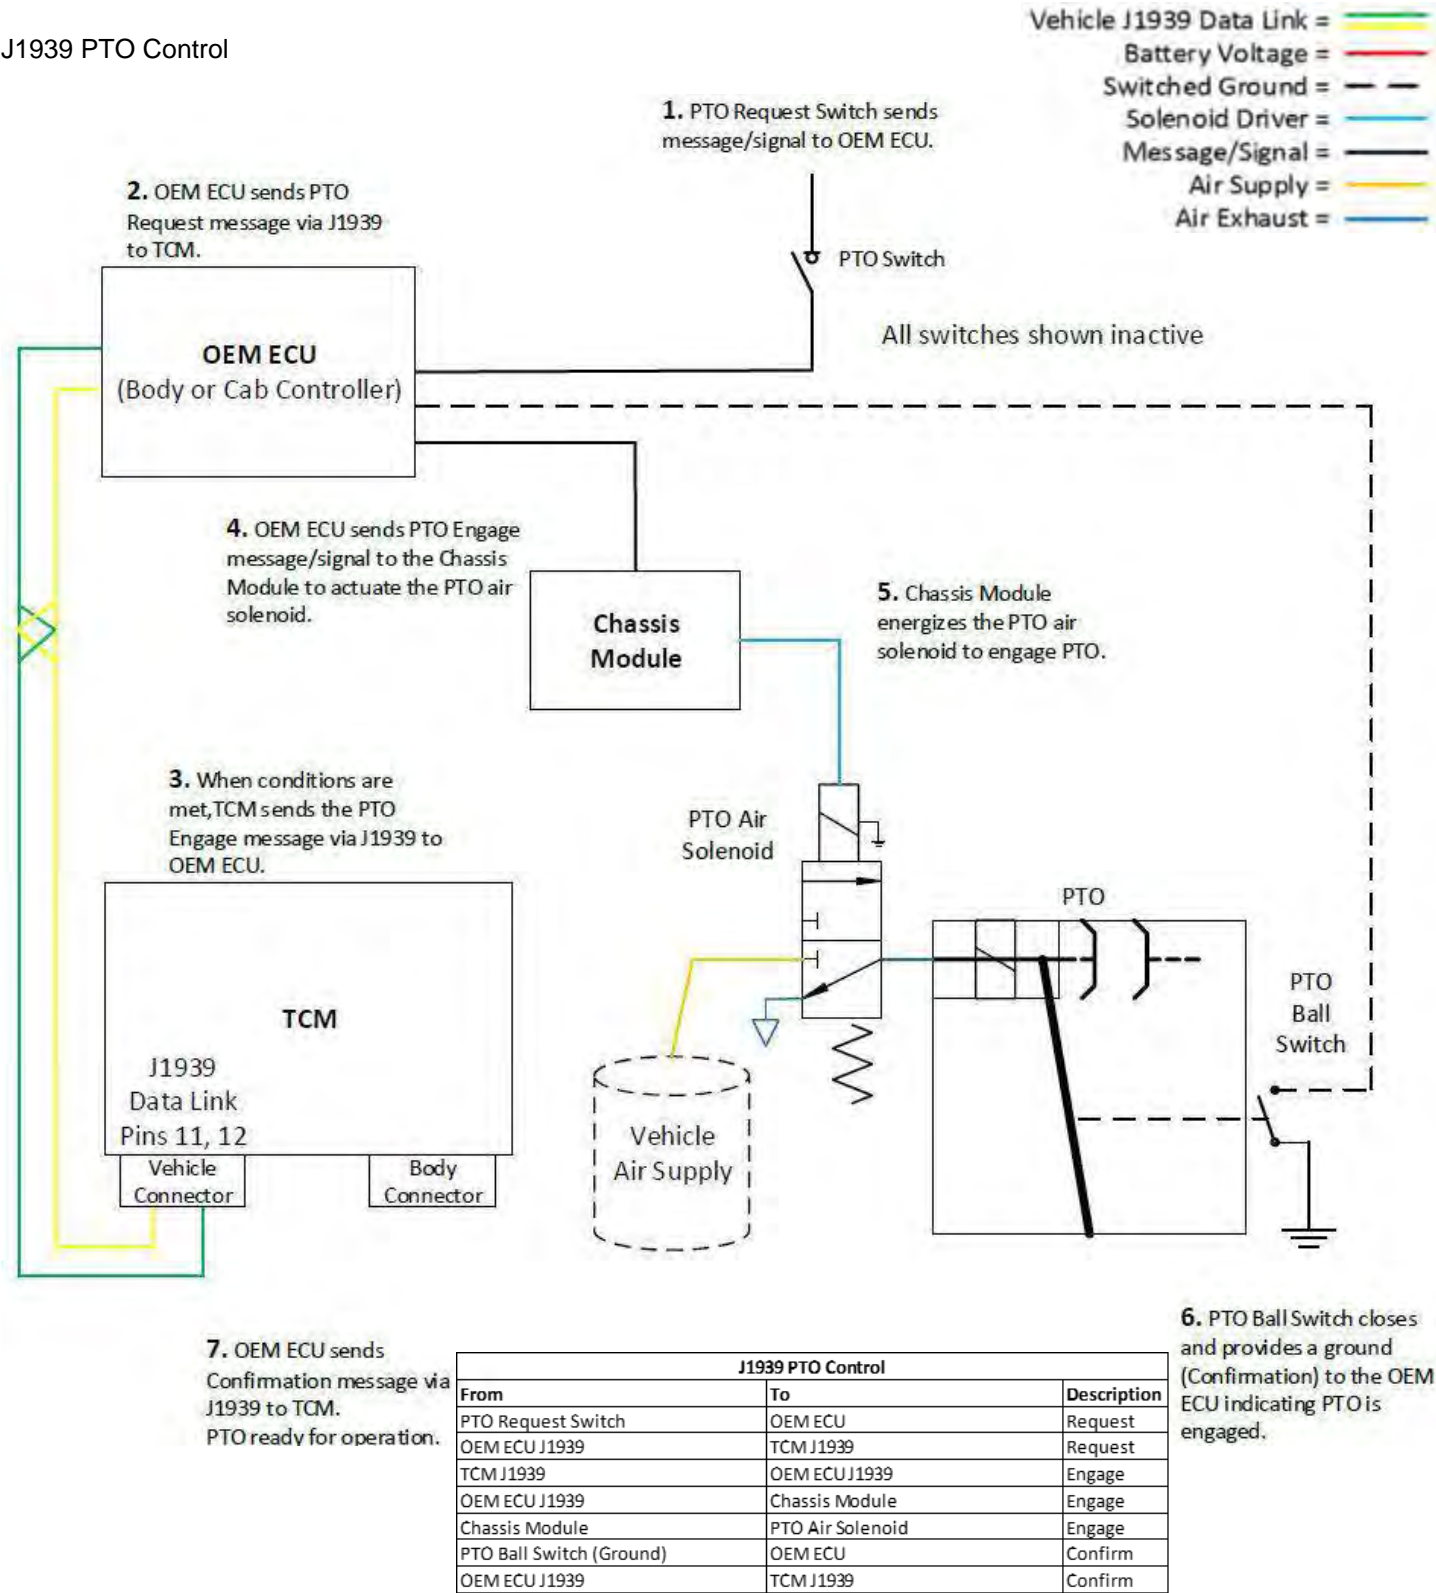 J1939 PTO Control
Vehicle J1939 Data Link =
Battery Voltage =
Switched Ground =
Solenoid Driver =
Message/Signal =
Air Supply =
Air Exhaust =
1. PTO Request Switch sends
message/signal to OEM ECU.
2. OEM ECU sends PTO
Request message via J1939
to TCM.
PTO Switch
All switches shown inactive
OEM ECU
(Body or Cab Controller)
4. OEM ECU sends PTO Engage
message/signal to the Chassis
Module to actuate the PTO air
solenoid.
Chassis
Module
5. Chassis Module
energizes the PTO air
solenoid to engage PTO.
3. When conditions are
met,TCM sends the PTO
Engage message via J1939 to
OEM ECU.
PTO Air
Solenoid
PTO
PTO
Ball
Switch
TCM
J1939
Data Link
Pins 11, 12
Vehicle
Connector
Body
Connector
Vehicle
Air Supply
6. PTO Ball Switch closes
and provides a ground
(Confirmation) to the OEM
ECU indicating PTO is
engaged.
7. OEM ECU sends
Confirmation message via
J1939 to TCM.
PTO ready for operation.
J1939 PTO Control
From To Description
PTO Request Switch OEM ECU Request
OEM ECU J1939 TCM J1939 Request
TCM J1939 OEM ECU J1939 Engage
OEM ECU J1939 Chassis Module Engage
Chassis Module PTO Air Solenoid Engage
PTO Ball Switch (Ground) OEM ECU Confirm
OEM ECU J1939 TCM J1939 Confirm